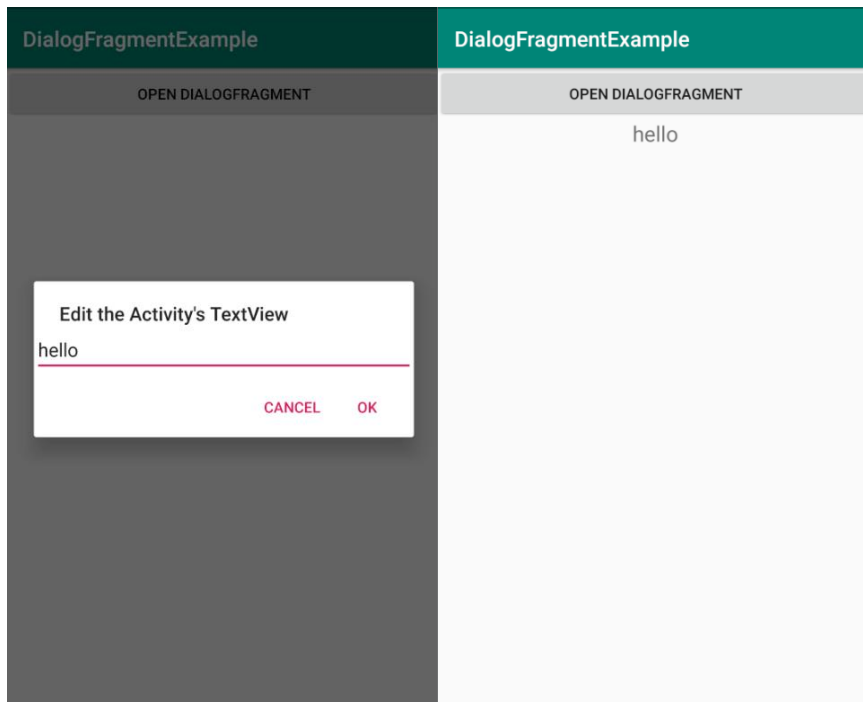 DialogFragmentExample
OPEN DIALOGFRAGMENT
Edit the Activity's TextView
hello
CANCEL OK
DialogFragmentExample
OPEN DIALOGFRAGMENT
hello